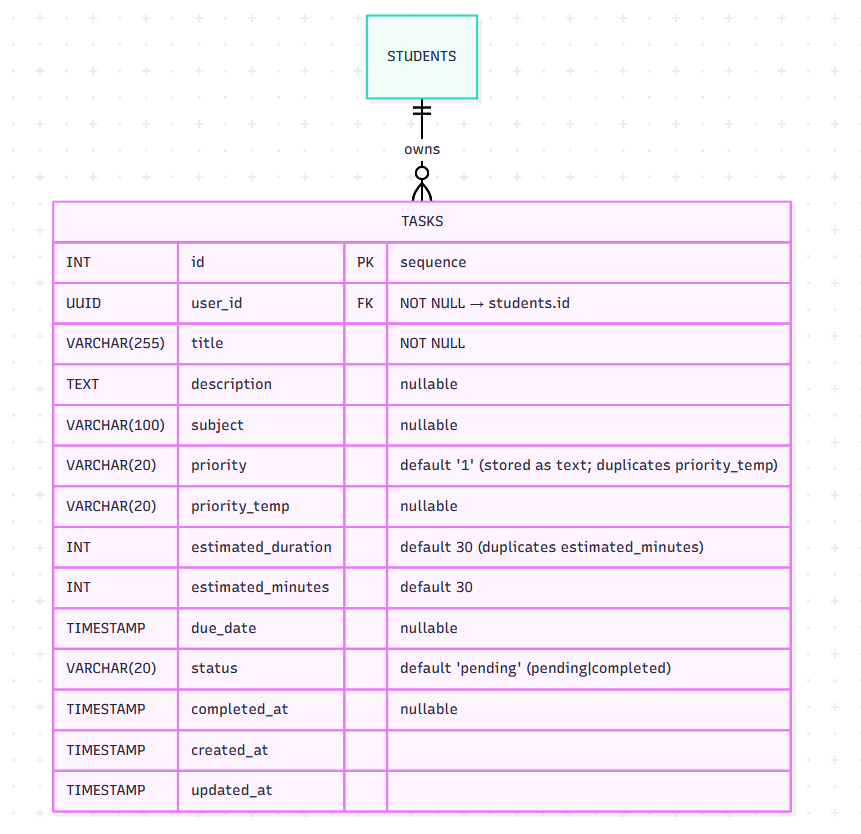 STUDENTS
owns
TASKS
INT id PK sequence
UUID user_id FK NOT NULL → students.id
VARCHAR(255) title NOT NULL
TEXT description nullable
VARCHAR(100) subject nullable
VARCHAR(20) priority default '1' (stored as text; duplicates priority_temp)
VARCHAR(20) priority_temp nullable
INT estimated_duration default 30 (duplicates estimated_minutes)
INT estimated_minutes default 30
TIMESTAMP due_date nullable
VARCHAR(20) status default 'pending' (pending|completed)
TIMESTAMP completed_at nullable
TIMESTAMP created_at
TIMESTAMP updated_at